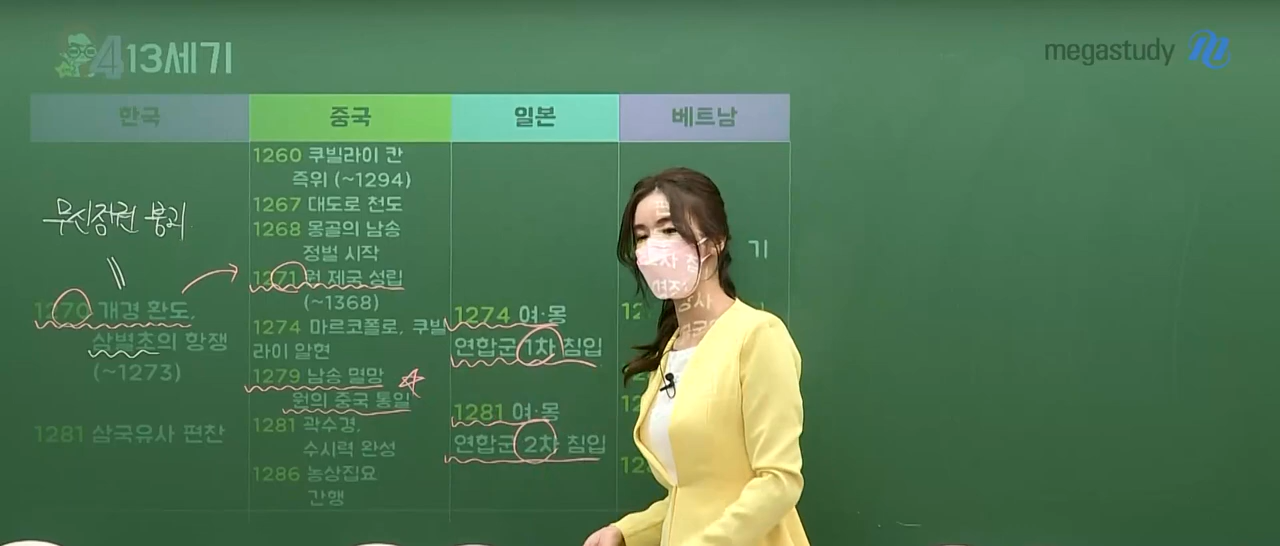 13세기
megastudy
한국
중국
일본
베트남
무신정권 붕괴
1270 개경 환도,
삼별초의 항쟁
(~1273)
1281 삼국유사 편찬
1260 쿠빌라이 칸
즉위 (~1294)
1267 대도로 천도
1268 몽골의 남송
정벌 시작
1271 원 제국 성립
(~1368)
1274 마르코폴로, 쿠빌
라이 알현
1279 남송 멸망
원의 중국 통일
1281 곽수경,
수시력 완성
1286 농상집요
간행
1274 여·몽
연합군 1차 침입
1281 여·몽
연합군 2차 침입
기